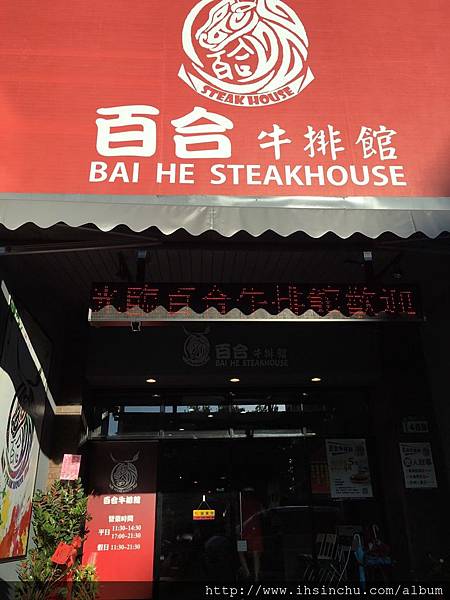 百合
STEAK HOUSE
百合牛排館
BAI HE STEAKHOUSE
光臨百合牛排館歡迎
百合牛排館
BAI HE STEAKHOUSE
百合牛排館
營業時間
平日 11:30~14:30
17:00~21:30
假日 11:30~21:30
http://www.ihsinchu.com/album